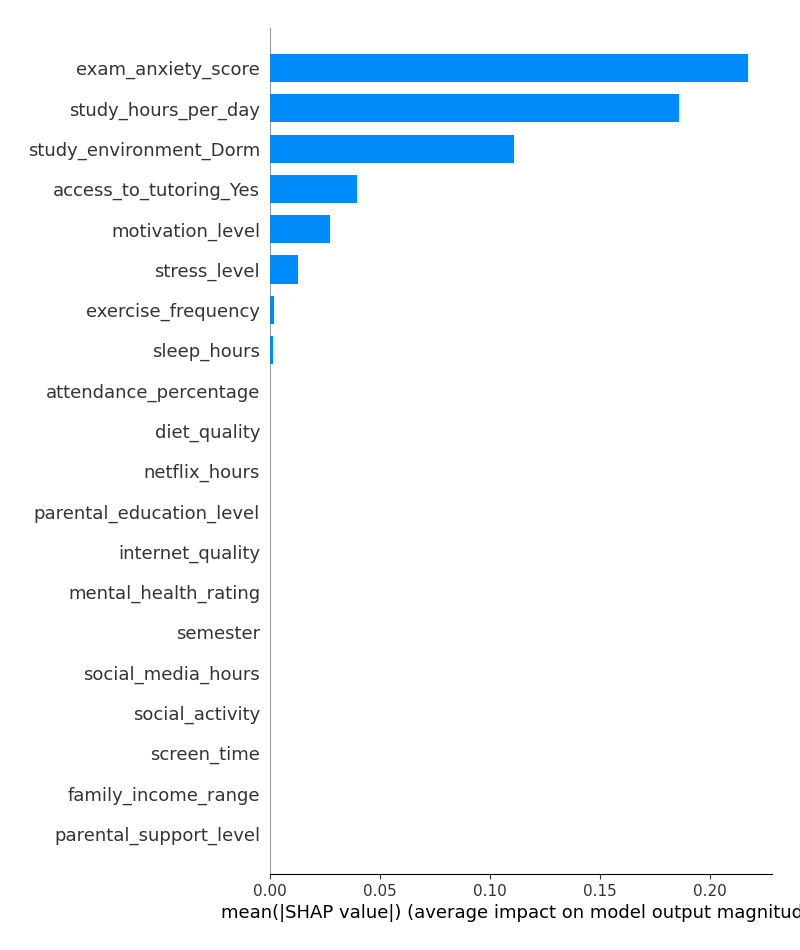 exam_anxiety_score
study_hours_per_day
study_environment_Dorm
access_to_tutoring_Yes
motivation_level
stress_level
exercise_frequency
sleep_hours
attendance_percentage
diet_quality
netflix_hours
parental_education_level
internet_quality
mental_health_rating
semester
social_media_hours
social_activity
screen_time
family_income_range
parental_support_level
0.00 0.05 0.10 0.15 0.20
mean(|SHAP value|) (average impact on model output magnitud